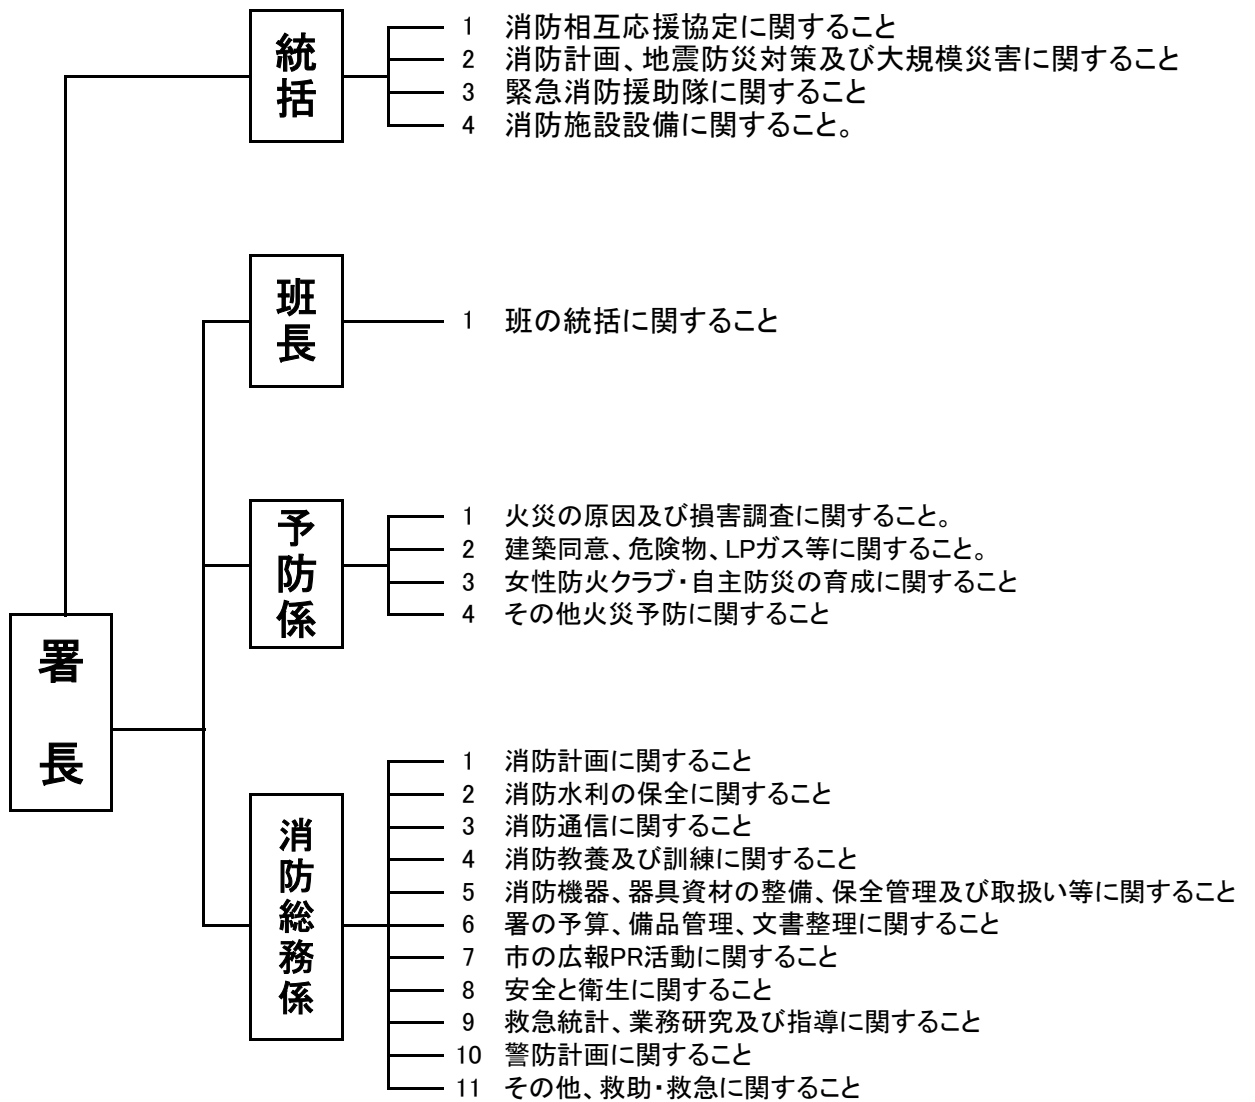 統括
1 消防相互応援協定に関すること
2 消防計画、地震防災対策及び大規模災害に関すること
3 緊急消防援助隊に関すること
4 消防施設設備に関すること。
班長
1 班の統括に関すること
予防係
1 火災の原因及び損害調査に関すること。
2 建築同意、危険物、LPガス等に関すること。
3 女性防火クラブ・自主防災の育成に関すること
4 その他火災予防に関すること
署長
消防総務係
1 消防計画に関すること
2 消防水利の保全に関すること
3 消防通信に関すること
4 消防教養及び訓練に関すること
5 消防機器、器具資材の整備、保全管理及び取扱い等に関すること
6 署の予算、備品管理、文書整理に関すること
7 市の広報PR活動に関すること
8 安全と衛生に関すること
9 救急統計、業務研究及び指導に関すること
10 警防計画に関すること
11 その他、救助・救急に関すること